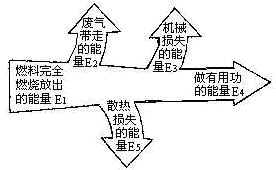 燃料完全
燃烧放出
的能量E1
废气
带走
的能
量E2
机械
损失
的能
量E3
做有用功
的能量E4
散热
损失
的能
量E5